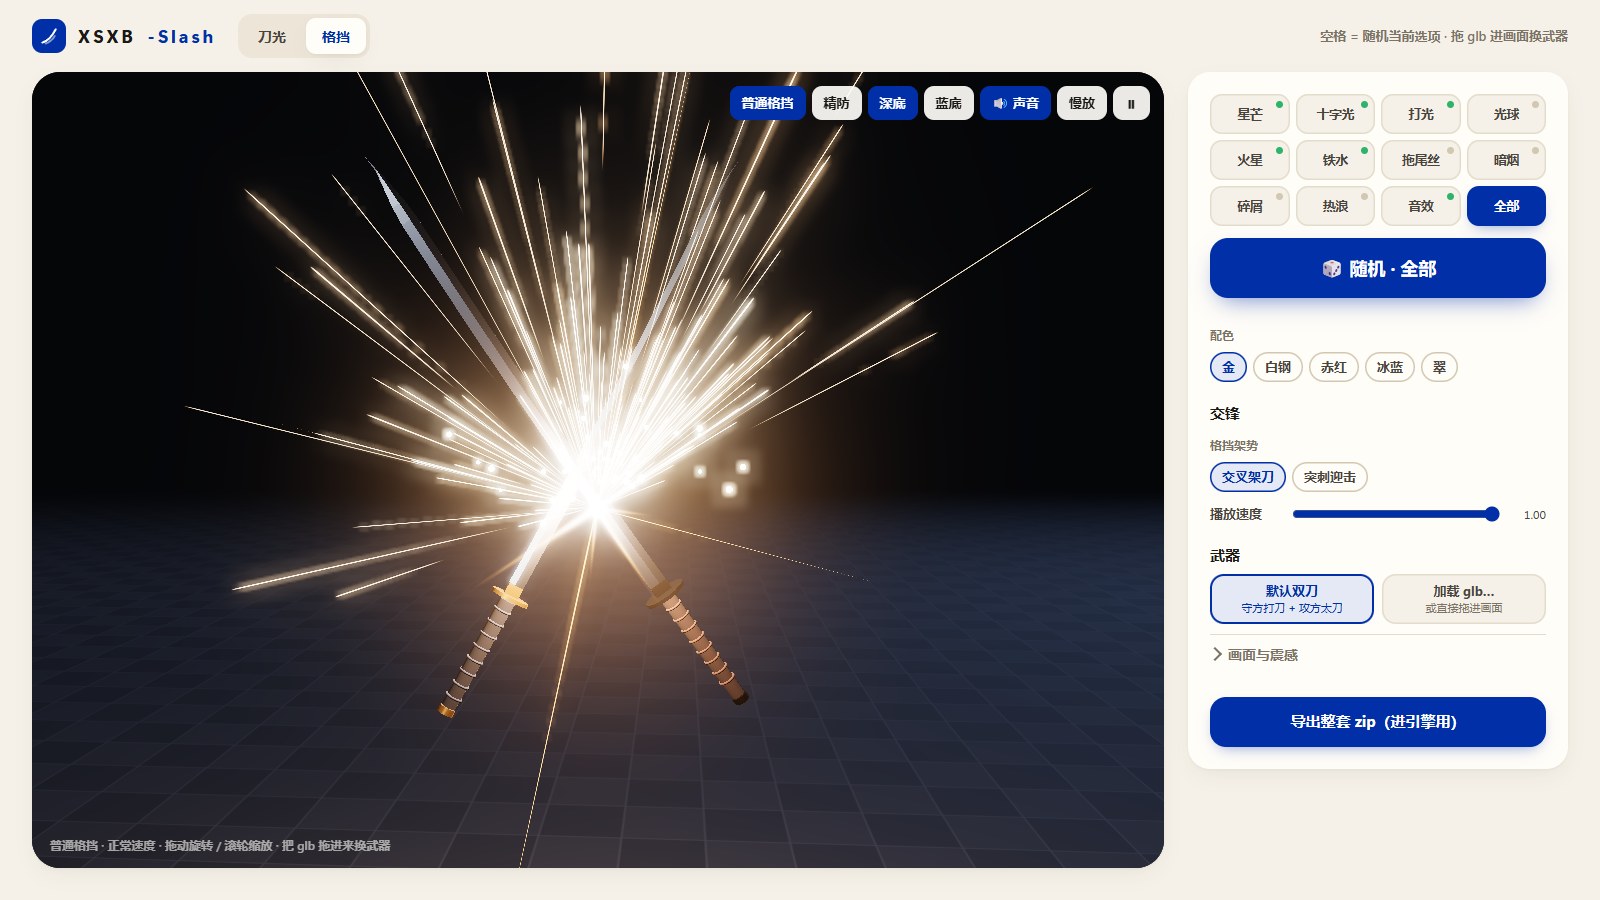 XSXB -Slash
刀光
格挡
空格 = 随机当前选项 · 拖 glb 进画面换武器
普通格挡
精防
深底
蓝底
声音
慢放
星芒
十字光
打光
光球
火星
铁水
拖尾丝
暗烟
碎屑
热浪
音效
全部
随机 · 全部
配色
金
白钢
赤红
冰蓝
翠
交锋
格挡架势
交叉架刀
突刺迎击
播放速度
1.00
武器
默认双刀
守方打刀 + 攻方太刀
加载 glb...
或直接拖进画面
画面与震感
导出整套 zip（进引擎用）
普通格挡 · 正常速度 · 拖动旋转 / 滚轮缩放 · 把 glb 拖进来换武器